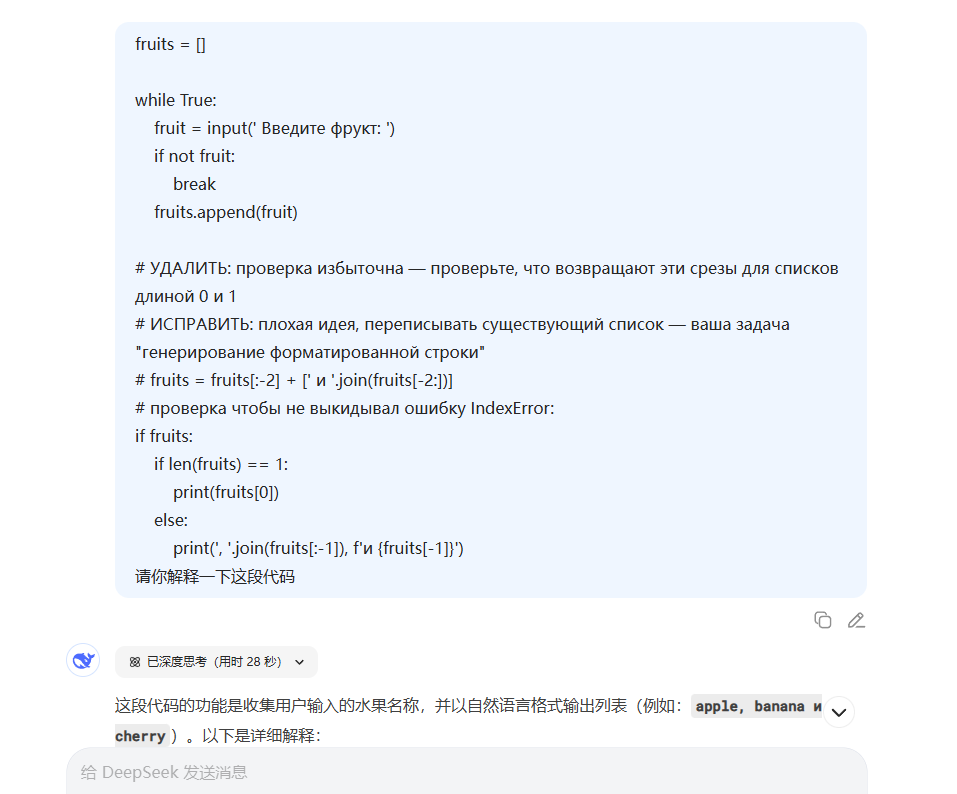 fruits = []
while True:
fruit = input(' Введите фрукт: ')
if not fruit:
break
fruits.append(fruit)
# УДАЛИТЬ: проверка избыточна — проверьте, что возвращают эти срезы для списков
длиной 0 и 1
# ИСПРАВИТЬ: плохая идея, переписывать существующий список — ваша задача
"генерирование форматированной строки"
# fruits = fruits[:-2] + [' и '.join(fruits[-2:])]
# проверка чтобы не выкидывал ошибку IndexError:
if fruits:
if len(fruits) == 1:
print(fruits[0])
else:
print(', '.join(fruits[:-1]), f'и {fruits[-1]}')
请你解释一下这段代码
已深度思考（用时 28 秒）
这段代码的功能是收集用户输入的水果名称，并以自然语言格式输出列表（例如：apple, banana и
cherry）。以下是详细解释：
给 DeepSeek 发送消息